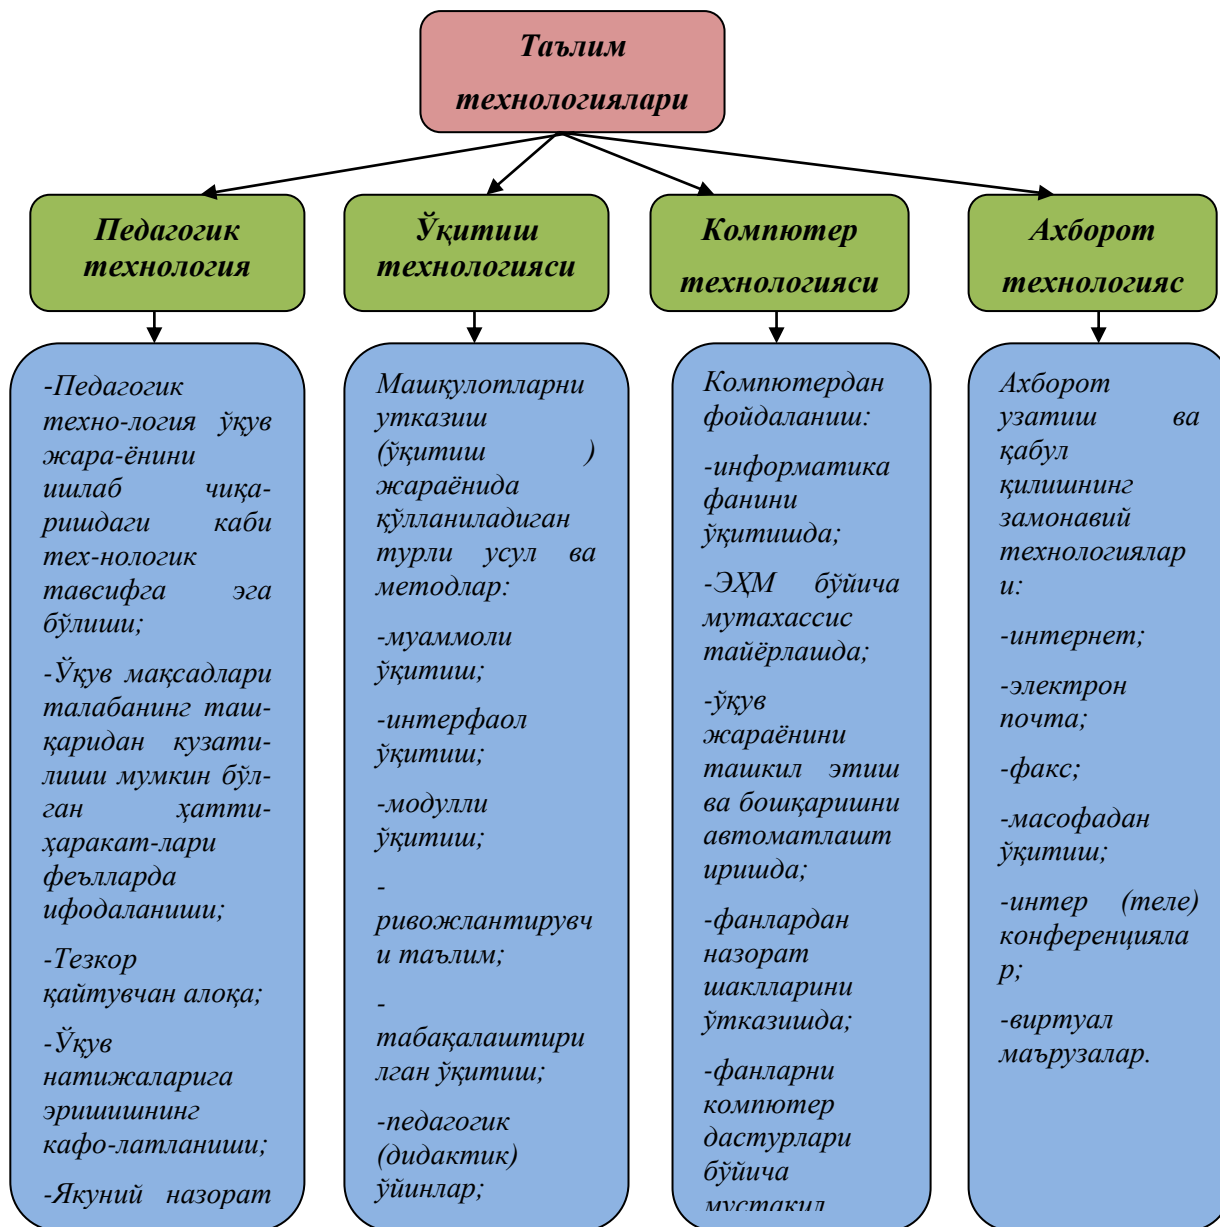 Таълим
технологиялари
Педагогик
технология
Ўқитиш
технологияси
Компютер
технологияси
Ахборот
технологияс
-Педагогик
техно-логия ўқув
жара-ёнини
ишлаб чиқа-
ришдаги каби
тех-нологик
тавсифга эга
бўлиши;
-Ўқув мақсадлари
талабанинг таш-
қаридан кузати-
лиши мумкин бўл-
ган ҳатти-
ҳаракат-лари
феълларда
ифодаланиши;
-Тезкор
қайтувчан алоқа;
-Ўқув
натижаларига
эришишнинг
кафо-латланиши;
-Якуний назорат
Машқулотларни
утказиш
(ўқитиш )
жараёнида
қўлланиладиган
турли усул ва
методлар:
-муаммоли
ўқитиш;
-интерфаол
ўқитиш;
-модулли
ўқитиш;
-
ривожлантирувч
и таълим;
-
табақалаштири
лган ўқитиш;
-педагогик
(дидактик)
ўйинлар;
Компютердан
фойдаланиш:
-информатика
фанини
ўқитишда;
-ЭҲМ бўйича
мутахассис
тайёрлашда;
-ўқув
жараёнини
ташкил этиш
ва бошқаришни
автоматлашт
иришда;
-фанлардан
назорат
шаклларини
ўтказишда;
-фанларни
компютер
дастурлари
бўйича
мустақил
Ахборот
узатиш ва
қабул
қилишнинг
замонавий
технологиялар
и:
-интернет;
-электрон
почта;
-факс;
-масофадан
ўқитиш;
-интер (теле)
конференцияла
р;
-виртуал
маърузалар.